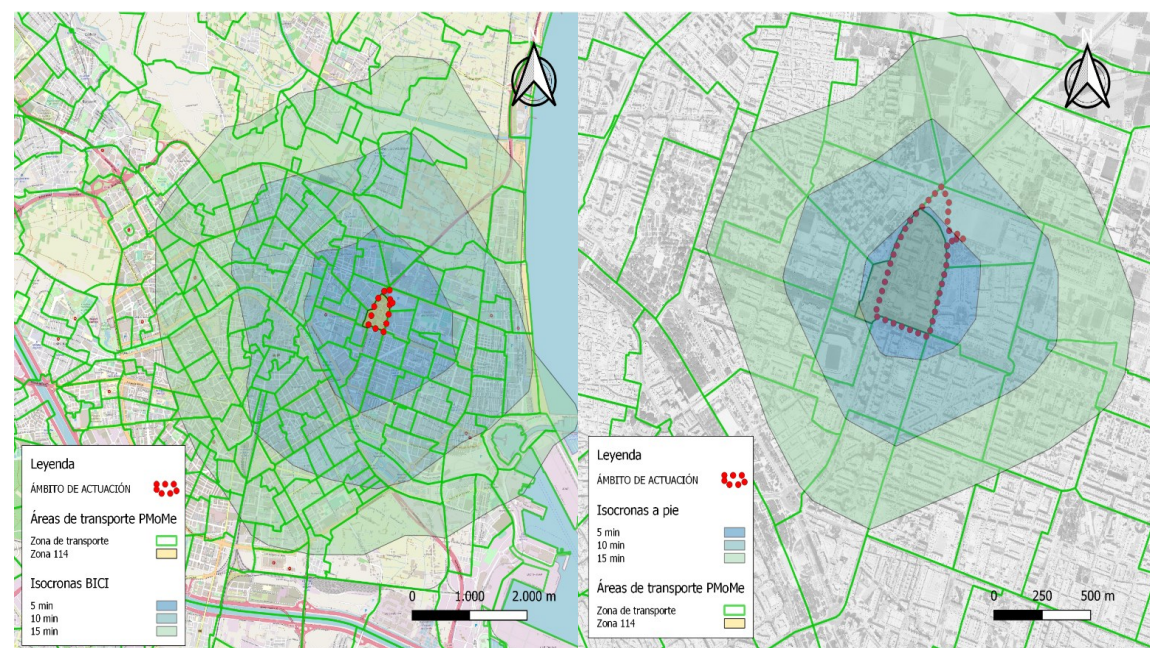 Leyenda
ÁMBITO DE ACTUACIÓN
Áreas de transporte PMoMe
Zona de transporte
Zona 114
Isocronas BICI
5 min
10 min
15 min
0 1.000 2.000 m
Leyenda
ÁMBITO DE ACTUACIÓN
Isocronas a pie
5 min
10 min
15 min
Áreas de transporte PMoMe
Zona de transporte
Zona 114
0 250 500 m